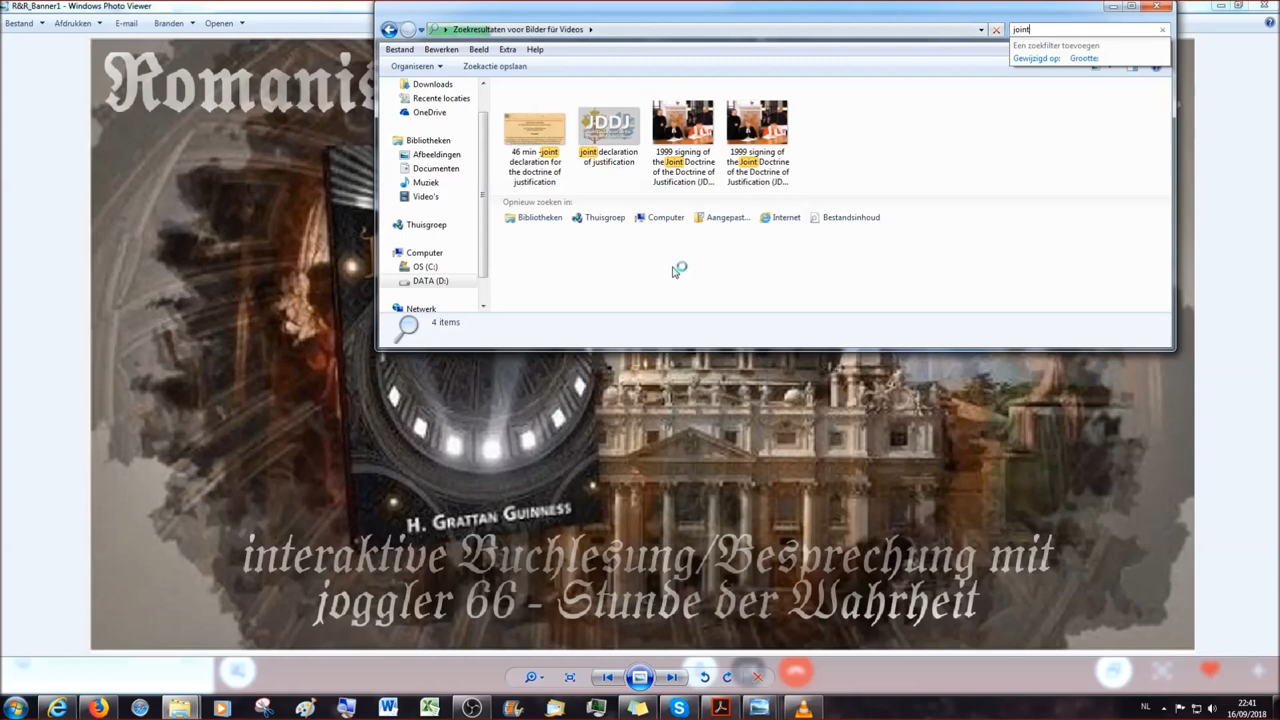 R&R_Banner1 - Windows Photo Viewer
Bestand Afdrukken E-mail Branden Openen
Romanis
Zoekresultaten voor Bilder für Videos
joint
Een zoekfilter toevoegen
Gewijzigd op: Grootte:
Bestand Bewerken Beeld Extra Help
Organiseren Zoekactie opslaan
Downloads
Recente locaties
OneDrive
Bibliotheken
Afbeeldingen
Documenten
Muziek
Video's
Thuisgroep
Computer
OS (C:)
DATA (D:)
Netwerk
JDDJ
46 min -joint
declaration for
the doctrine of
justification
joint declaration
of justification
1999 signing of
the Joint Doctrine
of the Doctrine of
Justification (JD...
1999 signing of
the Joint Doctrine
of the Doctrine of
Justification (JD...
Opnieuw zoeken in:
Bibliotheken Thuisgroep Computer Aangepast... Internet Bestandsinhoud
4 items
H. GRATTAN GUINNESS
interaktive Buchlesung/Besprechung mit
joggler 66 - Stunde der Wahrheit
NL
22:41
16/09/2018